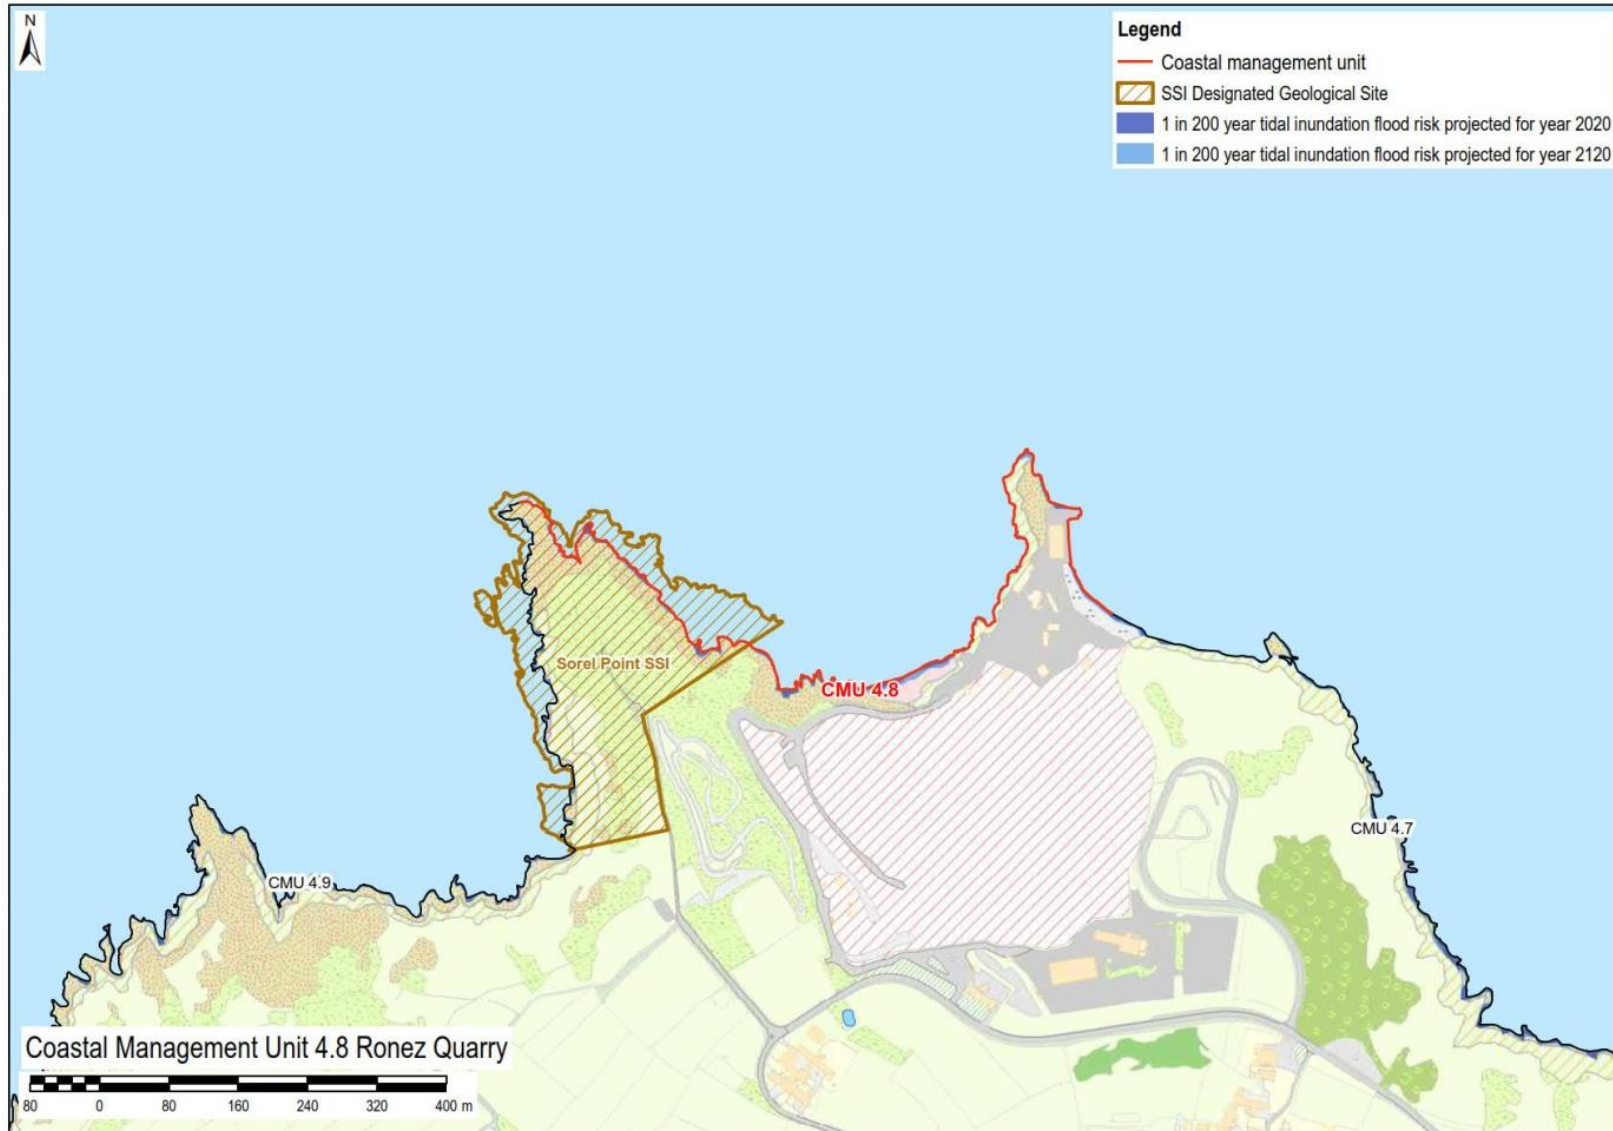 N
Legend
Coastal management unit
SSI Designated Geological Site
1 in 200 year tidal inundation flood risk projected for year 2020
1 in 200 year tidal inundation flood risk projected for year 2120
Sorel Point SSI
CMU 4.8
CMU 4.7
CMU 4.9
Coastal Management Unit 4.8 Ronez Quarry
80 0 80 160 240 320 400 m